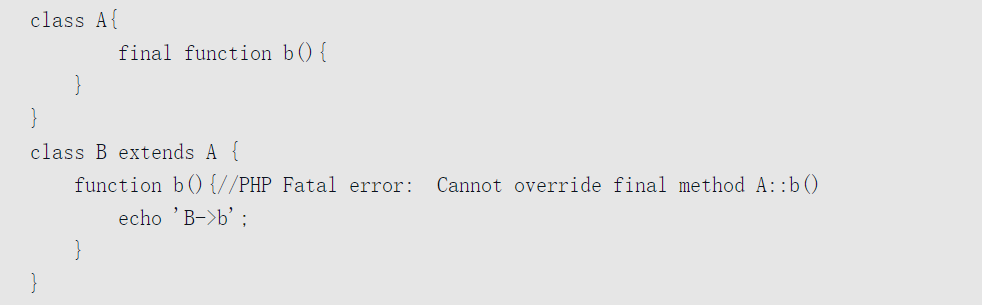 class A{
        final function b(){
    }
}
class B extends A {
    function b(){//PHP Fatal error:  Cannot override final method A::b()
        echo 'B->b';
    }
}